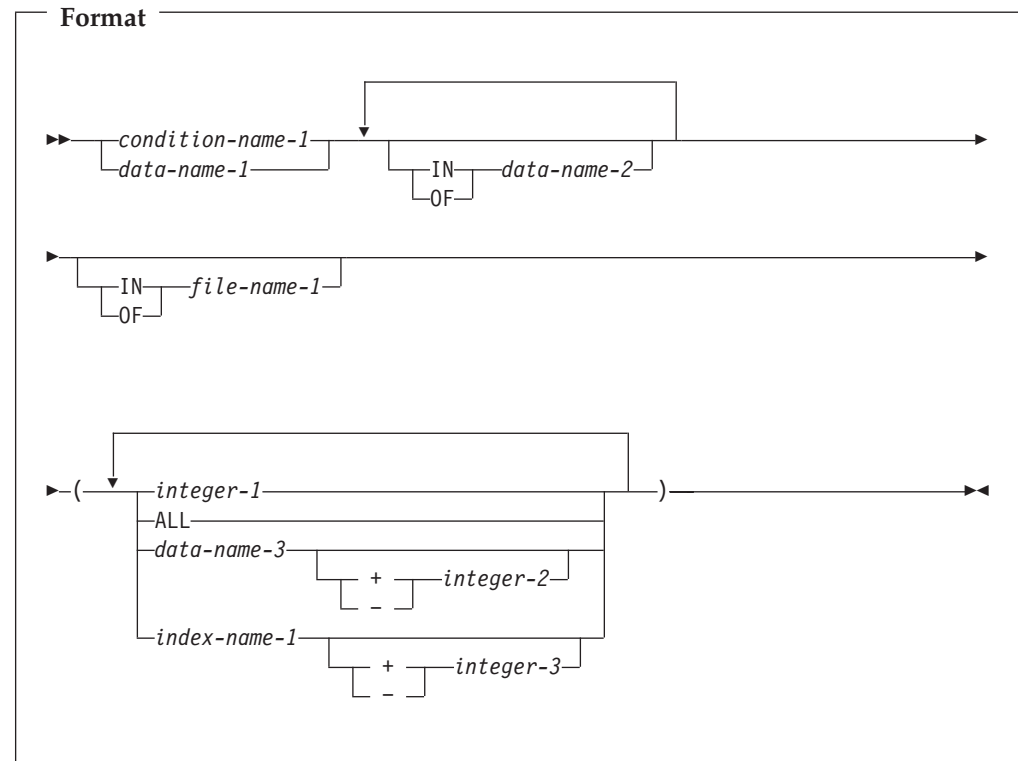 Format
condition-name-1
data-name-1
IN data-name-2
OF
IN file-name-1
OF
( integer-1 )
ALL
data-name-3
+ integer-2
−
index-name-1
+ integer-3
−